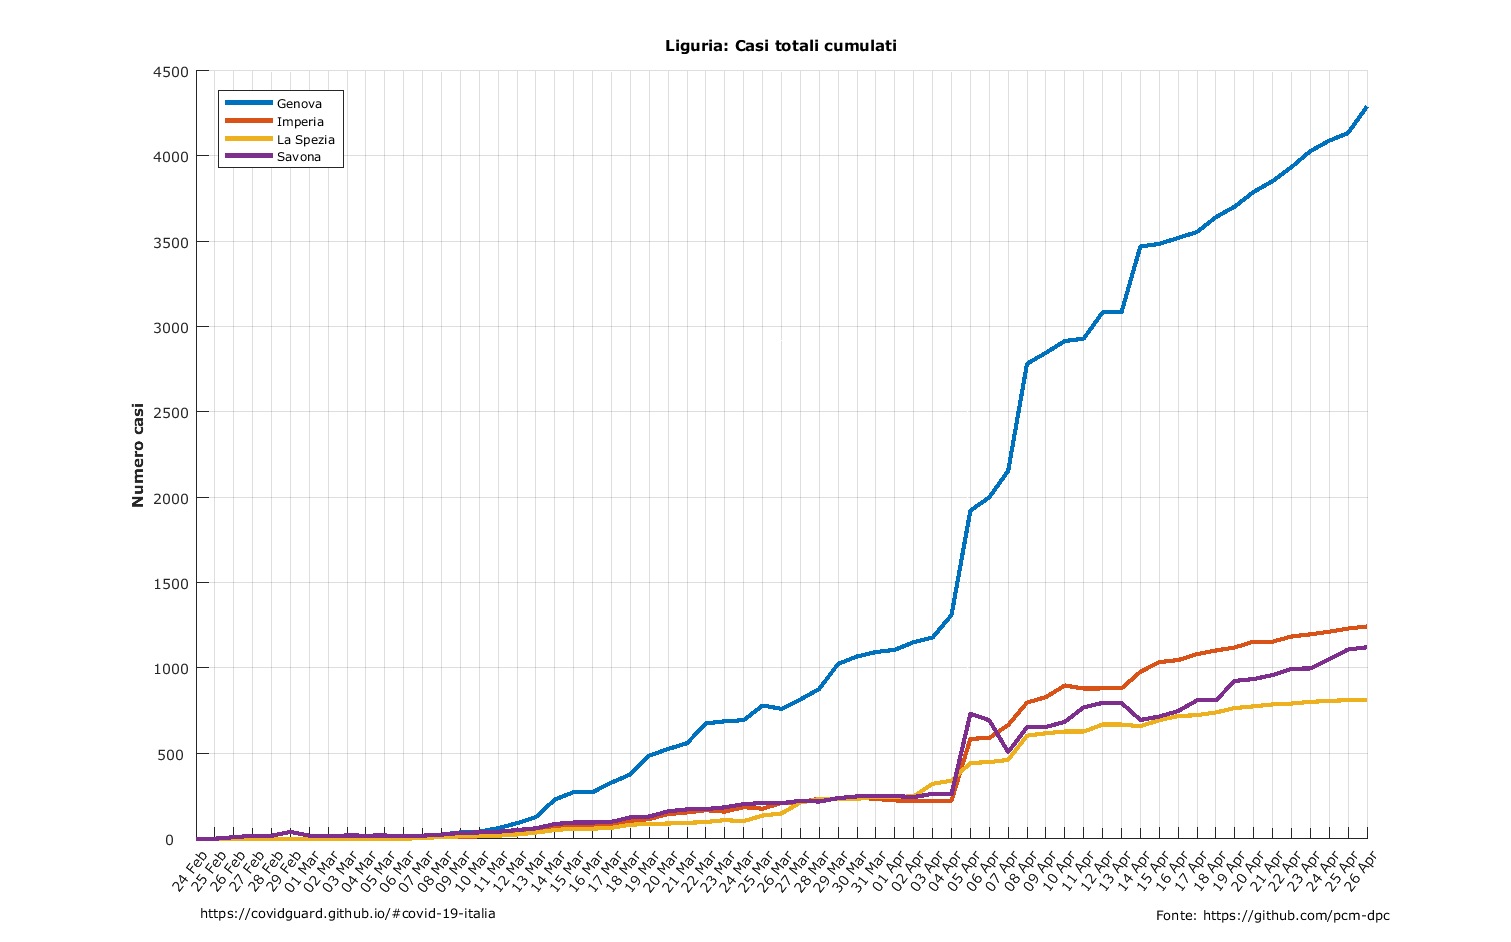 Liguria: Casi totali cumulati
4500
4000
3500
3000
2500
2000
1500
1000
500
0
Numero casi
Genova
Imperia
La Spezia
Savona
24 Feb
25 Feb
26 Feb
27 Feb
28 Feb
29 Feb
01 Mar
02 Mar
03 Mar
04 Mar
05 Mar
06 Mar
07 Mar
08 Mar
09 Mar
10 Mar
11 Mar
12 Mar
13 Mar
14 Mar
15 Mar
16 Mar
17 Mar
18 Mar
19 Mar
20 Mar
21 Mar
22 Mar
23 Mar
24 Mar
25 Mar
26 Mar
27 Mar
28 Mar
29 Mar
30 Mar
31 Mar
01 Apr
02 Apr
03 Apr
04 Apr
05 Apr
06 Apr
07 Apr
08 Apr
09 Apr
10 Apr
11 Apr
12 Apr
13 Apr
14 Apr
15 Apr
16 Apr
17 Apr
18 Apr
19 Apr
20 Apr
21 Apr
22 Apr
23 Apr
24 Apr
25 Apr
26 Apr
https://covidguard.github.io/#covid-19-italia
Fonte: https://github.com/pcm-dpc